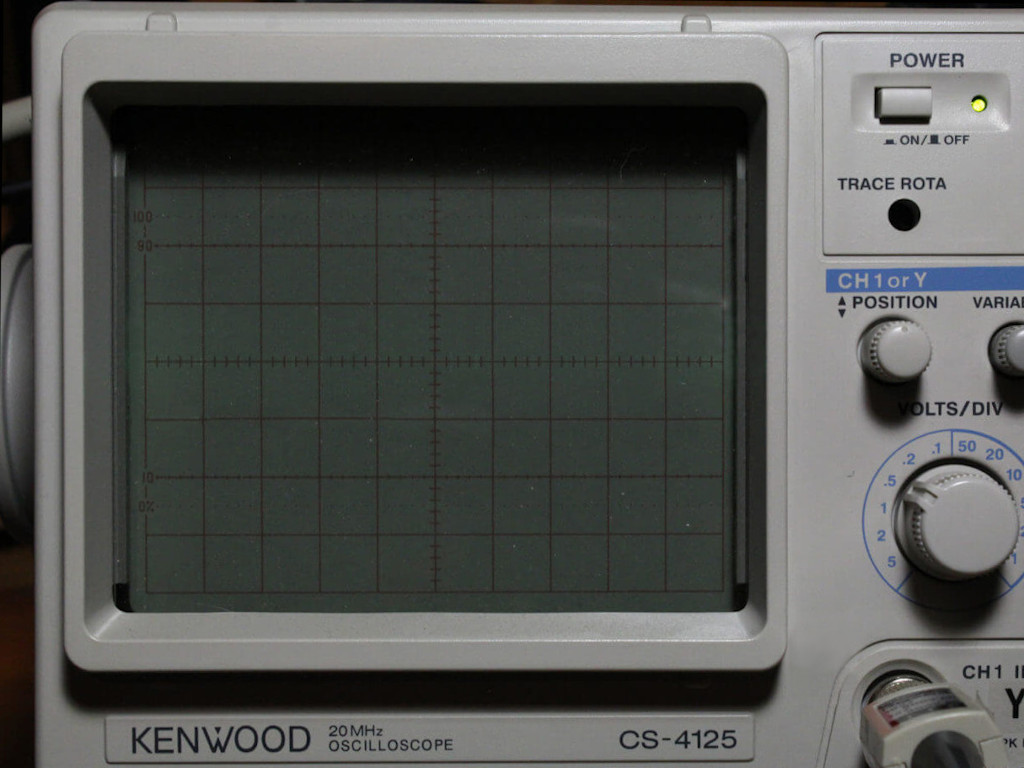 POWER
ON/ OFF
TRACE ROTA
CH1 or Y
POSITION
VOLTS/DIV
.5 .2 .1 50 20 10
1
2
5
100
90
10
0%
CH1
KENWOOD
20MHz
OSCILLOSCOPE
CS-4125